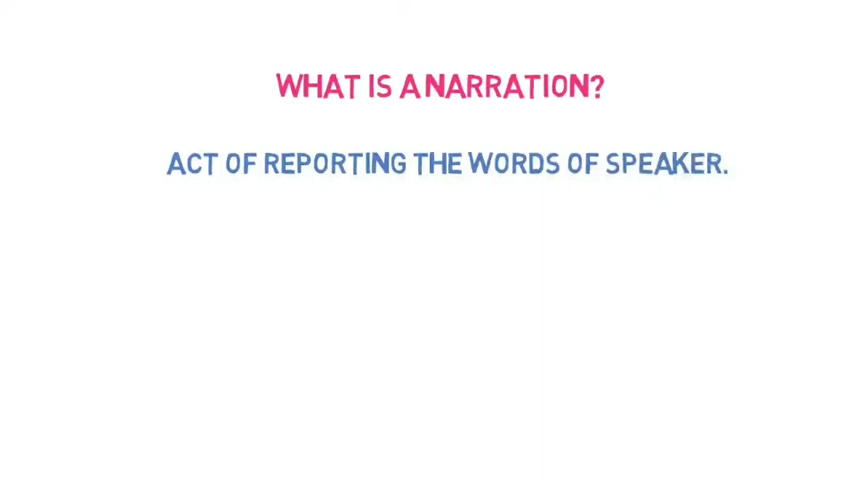 WHAT IS A NARRATION?
ACT OF REPORTING THE WORDS OF SPEAKER.